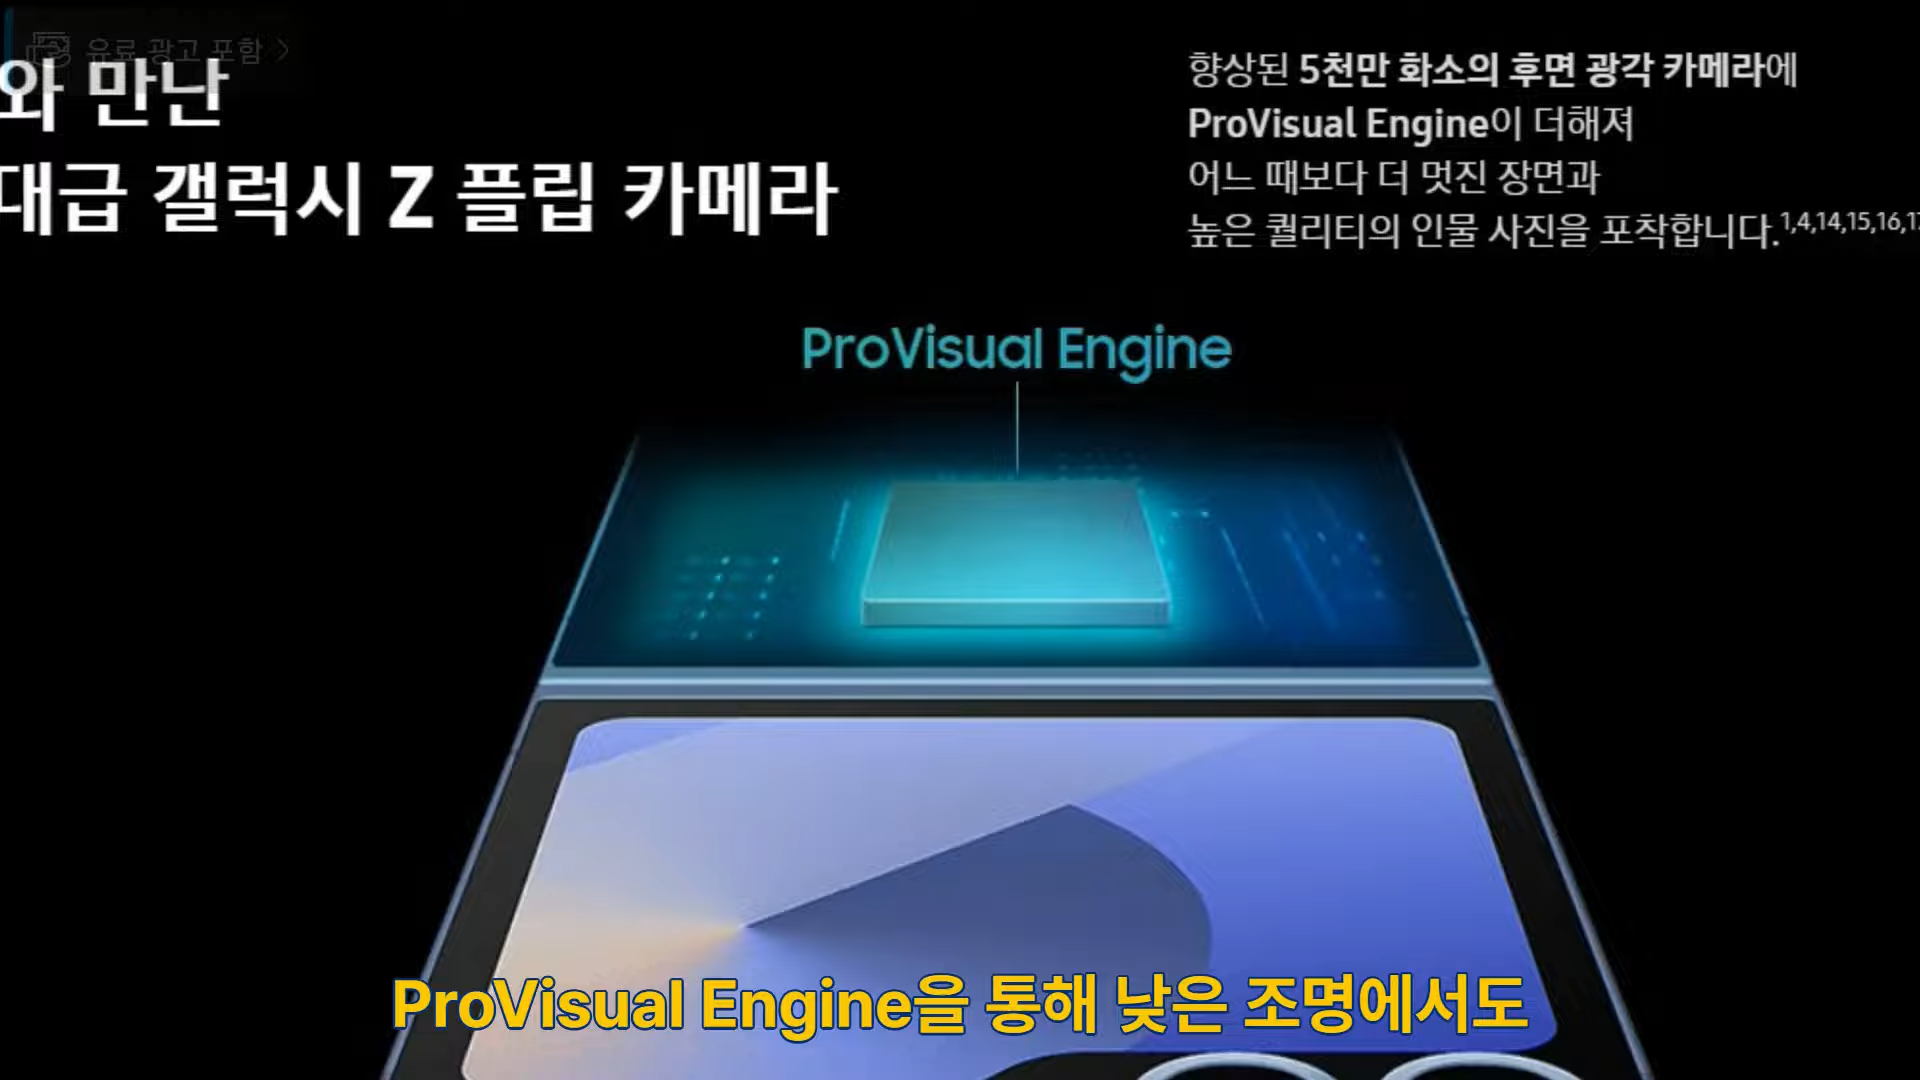 유료 광고 포함
와 만난
대급 갤럭시 Z 플립 카메라
향상된 5천만 화소의 후면 광각 카메라에
ProVisual Engine이 더해져
어느 때보다 더 멋진 장면과
높은 퀄리티의 인물 사진을 포착합니다.1,4,14,15,16,17
ProVisual Engine
ProVisual Engine을 통해 낮은 조명에서도